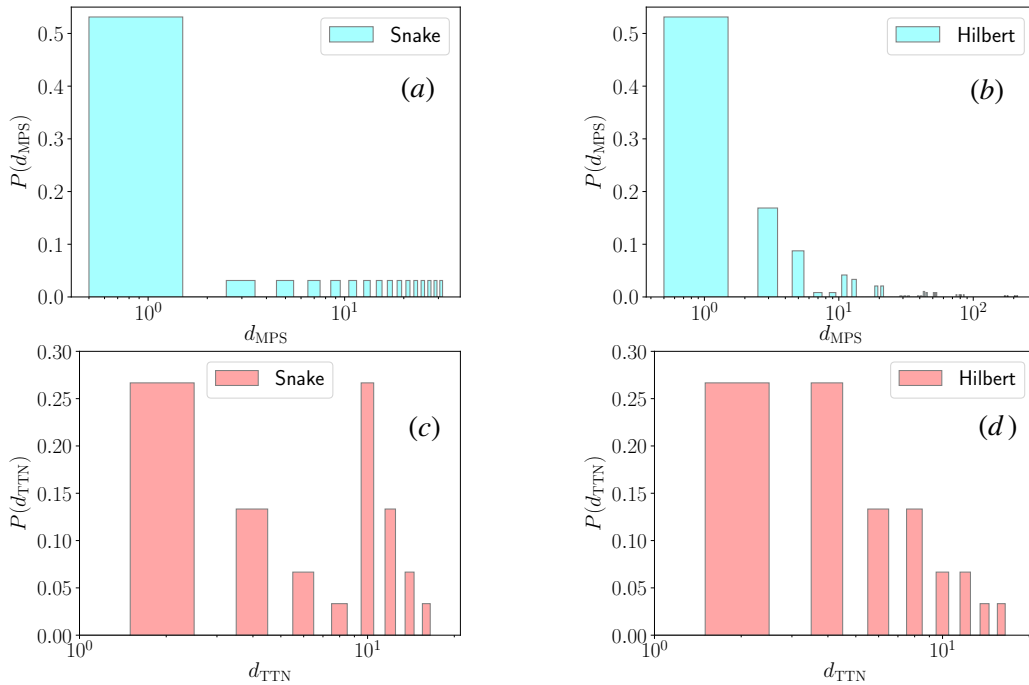 Snake
(a)
P(d_MPS)
0.5
0.4
0.3
0.2
0.1
0.0
10^0 10^1
d_MPS
Hilbert
(b)
P(d_MPS)
0.5
0.4
0.3
0.2
0.1
0.0
10^0 10^1 10^2
d_MPS
Snake
(c)
P(d_TTN)
0.30
0.25
0.20
0.15
0.10
0.05
0.00
10^0 10^1
d_TTN
Hilbert
(d)
P(d_TTN)
0.30
0.25
0.20
0.15
0.10
0.05
0.00
10^0 10^1
d_TTN